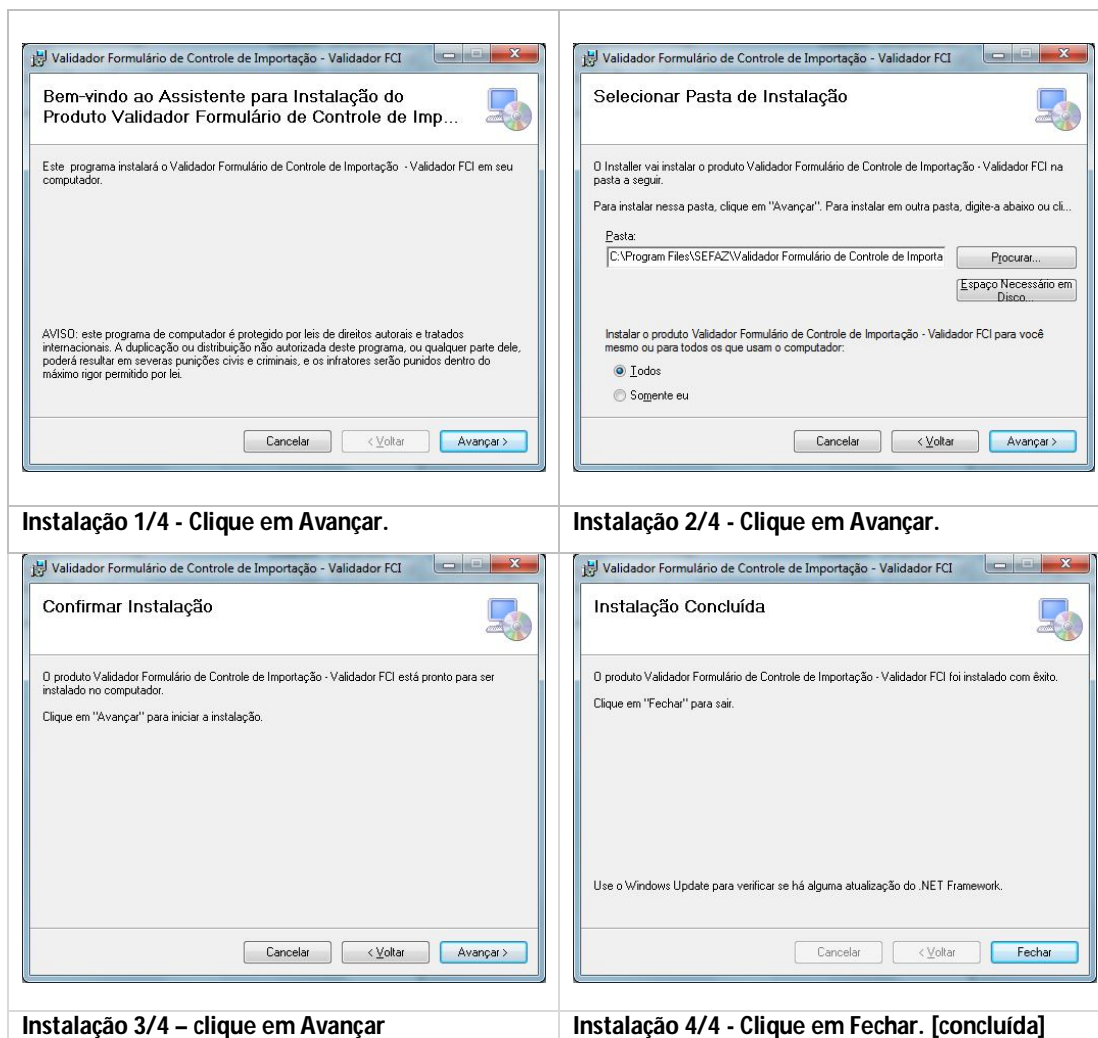 Validador Formulário de Controle de Importação - Validador FCI
Bem-vindo ao Assistente para Instalação do
Produto Validador Formulário de Controle de Imp...
Este programa instalará o Validador Formulário de Controle de Importação - Validador FCI em seu
computador.
AVISO: este programa de computador é protegido por leis de direitos autorais e tratados
internacionais. A duplicação ou distribuição não autorizada deste programa, ou qualquer parte dele,
poderá resultar em severas punições civis e criminais, e os infratores serão punidos dentro do
máximo rigor permitido por lei.
Cancelar
< Voltar
Avançar >
Instalação 1/4 - Clique em Avançar.
Validador Formulário de Controle de Importação - Validador FCI
Selecionar Pasta de Instalação
O Installer vai instalar o produto Validador Formulário de Controle de Importação - Validador FCI na
pasta a seguir.
Para instalar nessa pasta, clique em "Avançar". Para instalar em outra pasta, digite-a abaixo ou cli...
Pasta:
C:\Program Files\SEFAZ\Validador Formulário de Controle de Importa
Procurar...
Espaço Necessário em
Disco...
Instalar o produto Validador Formulário de Controle de Importação - Validador FCI para você
mesmo ou para todos os que usam o computador:
Todos
Somente eu
Cancelar
< Voltar
Avançar >
Instalação 2/4 - Clique em Avançar.
Validador Formulário de Controle de Importação - Validador FCI
Confirmar Instalação
O produto Validador Formulário de Controle de Importação - Validador FCI está pronto para ser
instalado no computador.
Clique em "Avançar" para iniciar a instalação.
Cancelar
< Voltar
Avançar >
Instalação 3/4 – clique em Avançar
Validador Formulário de Controle de Importação - Validador FCI
Instalação Concluída
O produto Validador Formulário de Controle de Importação - Validador FCI foi instalado com êxito.
Clique em "Fechar" para sair.
Use o Windows Update para verificar se há alguma atualização do .NET Framework.
Cancelar
< Voltar
Fechar
Instalação 4/4 - Clique em Fechar. [concluída]